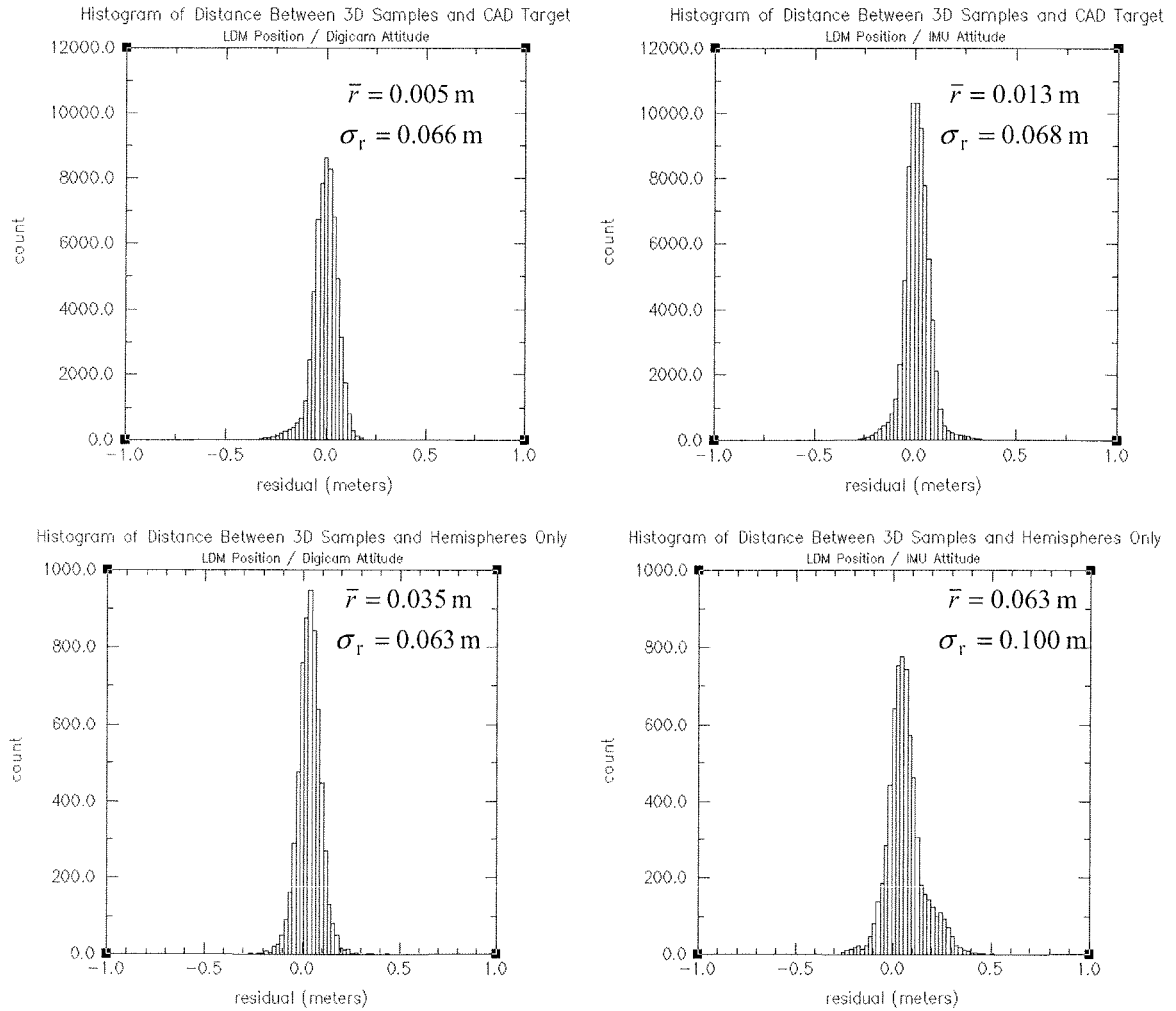 Histogram of Distance Between 3D Samples and CAD Target
LDM Position / Digicam Attitude
12000.0
10000.0
8000.0
6000.0
4000.0
2000.0
0.0
count
r̅ = 0.005 m
σr = 0.066 m
−1.0 −0.5 0.0 0.5 1.0
residual (meters)
Histogram of Distance Between 3D Samples and CAD Target
LDM Position / IMU Attitude
12000.0
10000.0
8000.0
6000.0
4000.0
2000.0
0.0
count
r̅ = 0.013 m
σr = 0.068 m
−1.0 −0.5 0.0 0.5 1.0
residual (meters)
Histogram of Distance Between 3D Samples and Hemispheres Only
LDM Position / Digicam Attitude
1000.0
800.0
600.0
400.0
200.0
0.0
count
r̅ = 0.035 m
σr = 0.063 m
−1.0 −0.5 0.0 0.5 1.0
residual (meters)
Histogram of Distance Between 3D Samples and Hemispheres Only
LDM Position / IMU Attitude
1000.0
800.0
600.0
400.0
200.0
0.0
count
r̅ = 0.063 m
σr = 0.100 m
−1.0 −0.5 0.0 0.5 1.0
residual (meters)